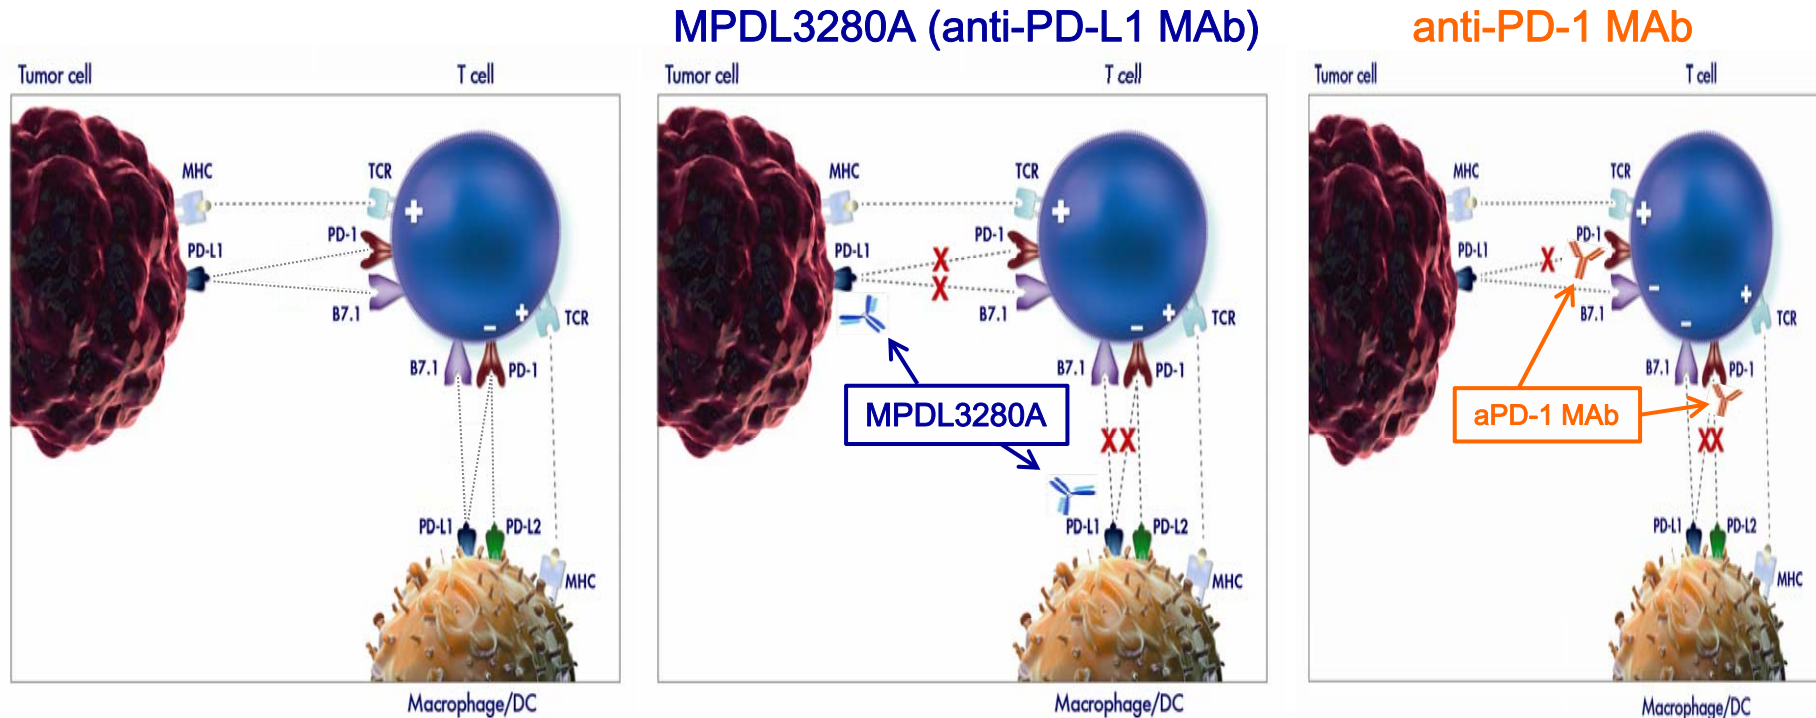 MPDL3280A (anti-PD-L1 MAb)
anti-PD-1 MAb
Tumor cell
T cell
MHC
TCR
+
PD-L1
PD-1
B7.1
+
TCR
–
B7.1
PD-1
PD-L1
PD-L2
MHC
Macrophage/DC
Tumor cell
T cell
MHC
TCR
+
PD-L1
PD-1
X
X
B7.1
+
TCR
–
B7.1
PD-1
MPDL3280A
XX
PD-L1
PD-L2
MHC
Tumor cell
T cell
MHC
TCR
+
PD-L1
PD-1
X
–
B7.1
+
TCR
–
B7.1
PD-1
aPD-1 MAb
XX
PD-L1
PD-L2
MHC
Macrophage/DC